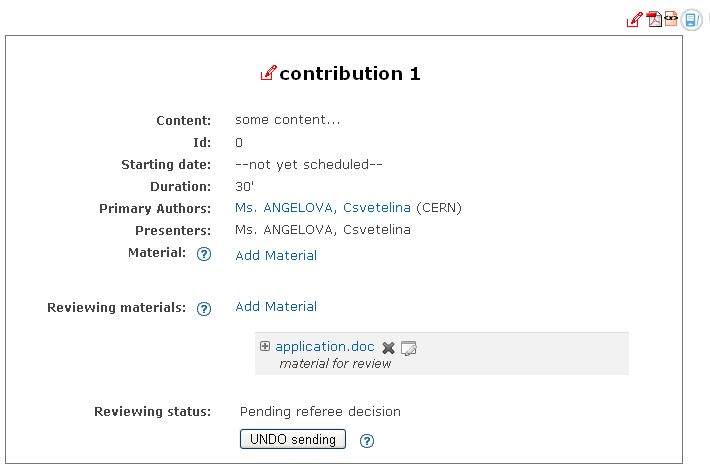 contribution 1
Content: some content...
Id: 0
Starting date: --not yet scheduled--
Duration: 30'
Primary Authors: Ms. ANGELOVA, Csvetelina (CERN)
Presenters: Ms. ANGELOVA, Csvetelina
Material: ? Add Material
Reviewing materials: ? Add Material
application.doc
material for review
Reviewing status: Pending referee decision
UNDO sending ?